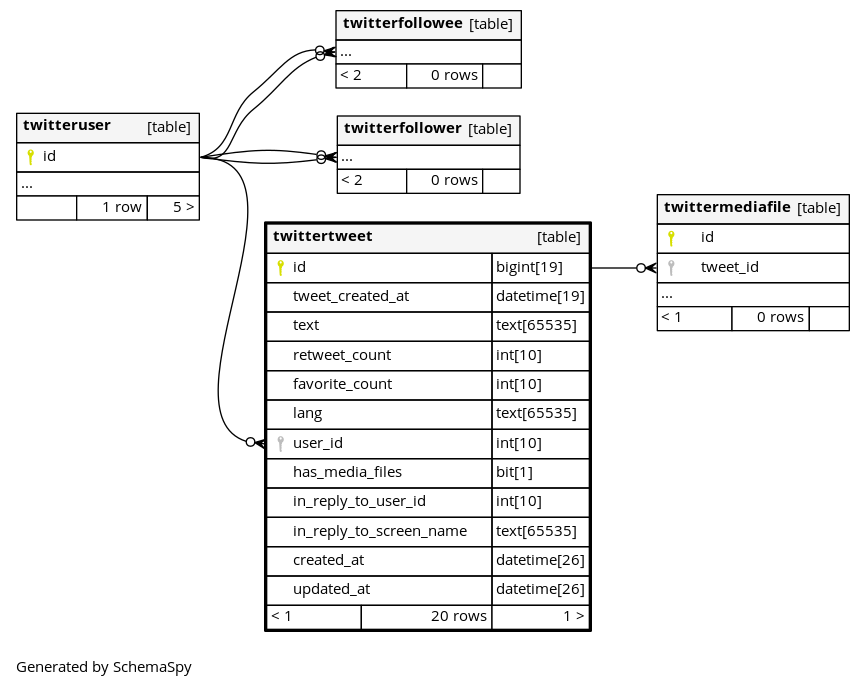 twitterfollowee [table]
...
< 2 0 rows
twitteruser [table]
id
...
1 row 5 >
twitterfollower [table]
...
< 2 0 rows
twittermediafile [table]
id
tweet_id
...
< 1 0 rows
twittertweet [table]
id bigint[19]
tweet_created_at datetime[19]
text text[65535]
retweet_count int[10]
favorite_count int[10]
lang text[65535]
user_id int[10]
has_media_files bit[1]
in_reply_to_user_id int[10]
in_reply_to_screen_name text[65535]
created_at datetime[26]
updated_at datetime[26]
< 1 20 rows 1 >
Generated by SchemaSpy